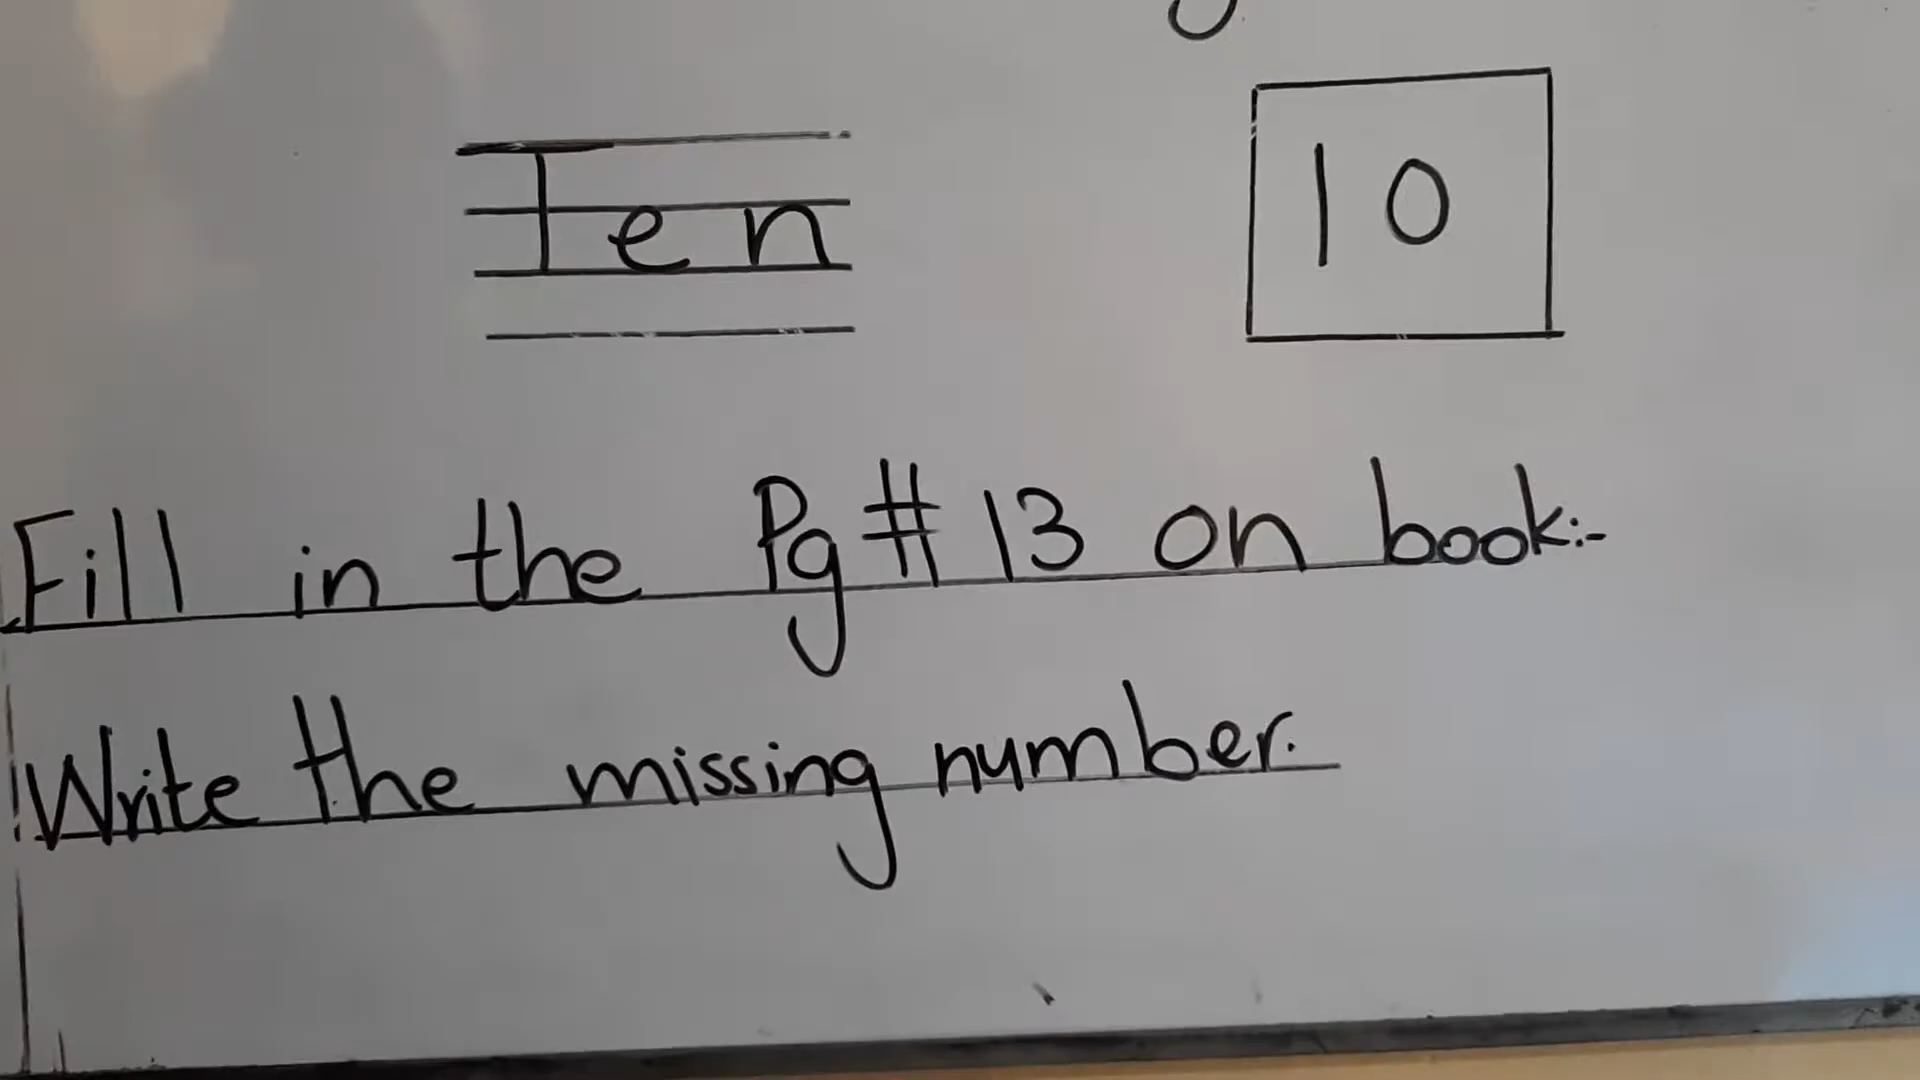 Ten 10
Fill in the Pg # 13 on book:-
Write the missing number.